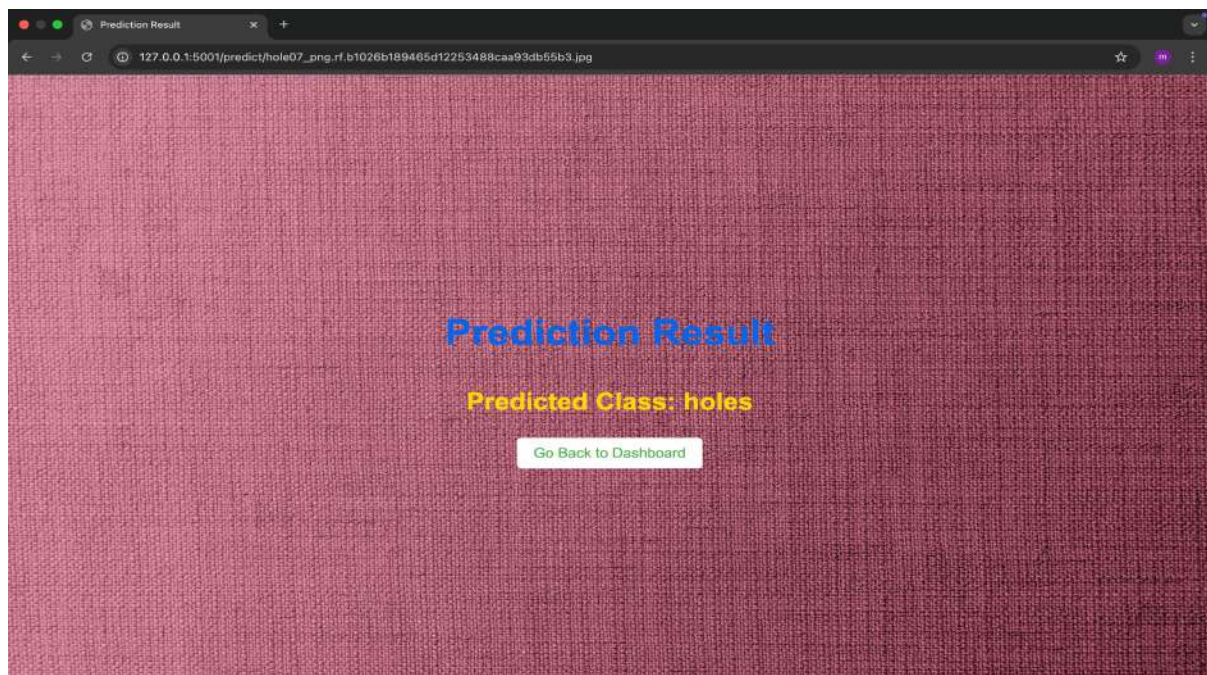 Prediction Result
127.0.0.1:5001/predict/hole07_png.rf.b1026b189465d12253488caa93db55b3.jpg
m
Prediction Result
Predicted Class: holes
Go Back to Dashboard